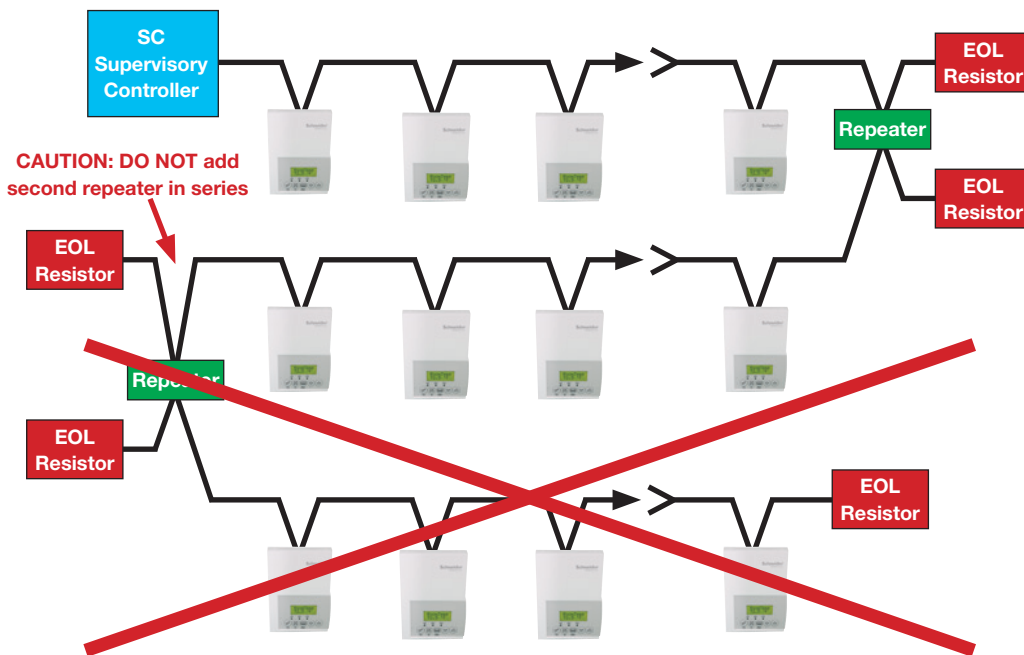 SC
Supervisory
Controller
EOL
Resistor
Repeater
CAUTION: DO NOT add
second repeater in series
EOL
Resistor
EOL
Resistor
Repeater
EOL
Resistor
EOL
Resistor